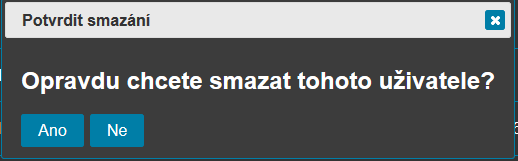 Potvrdit smazání
Opravdu chcete smazat tohoto uživatele?
Ano Ne